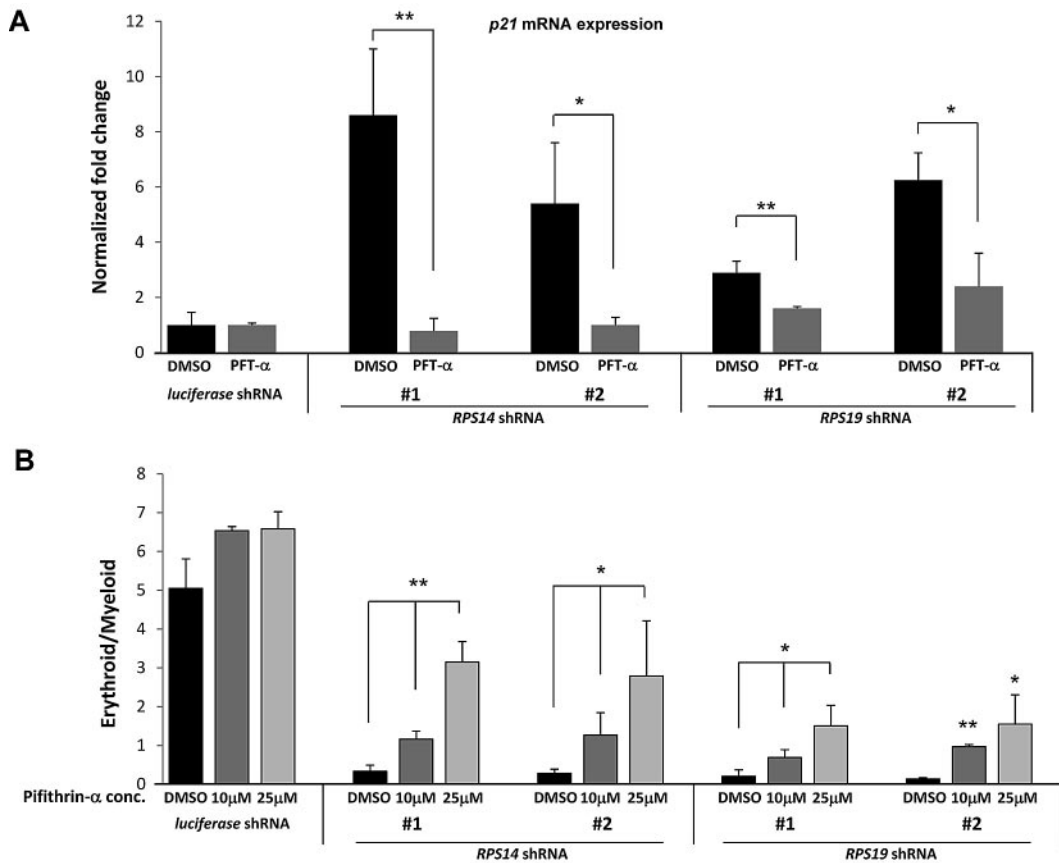 A
p21 mRNA expression
Normalized fold change
12
10
8
6
4
2
0
** * ** *
DMSO PFT-α DMSO PFT-α DMSO PFT-α DMSO PFT-α DMSO PFT-α
luciferase shRNA #1 #2 #1 #2
RPS14 shRNA RPS19 shRNA
B
Erythroid/Myeloid
8
7
6
5
4
3
2
1
0
** * * ** *
Pifithrin-α conc. DMSO 10μM 25μM DMSO 10μM 25μM DMSO 10μM 25μM DMSO 10μM 25μM DMSO 10μM 25μM
luciferase shRNA #1 #2 #1 #2
RPS14 shRNA RPS19 shRNA